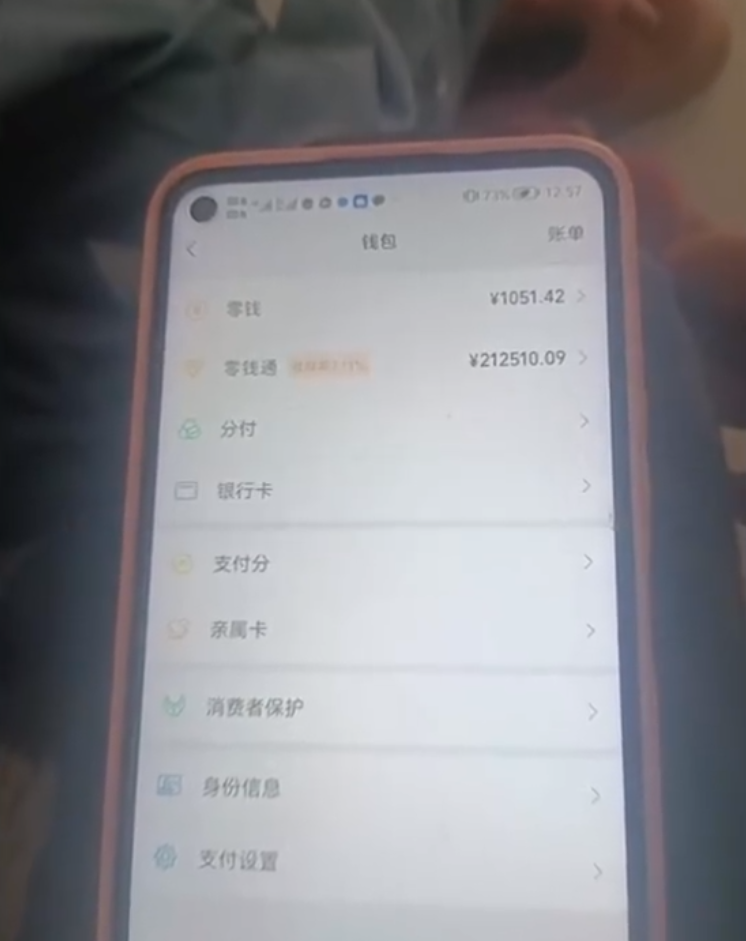 73% 12:57
钱包 账单
零钱 ¥1051.42
零钱通 ¥212510.09
分付
银行卡
支付分
亲属卡
消费者保护
身份信息
支付设置